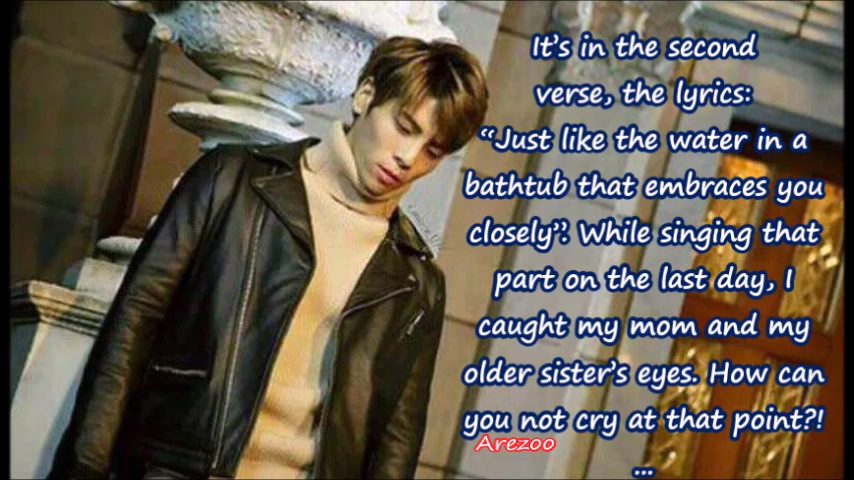 It's in the second
verse, the lyrics:
“Just like the water in a
bathtub that embraces you
closely”. While singing that
part on the last day, I
caught my mom and my
older sister's eyes. How can
you not cry at that point?!
Arezoo
...